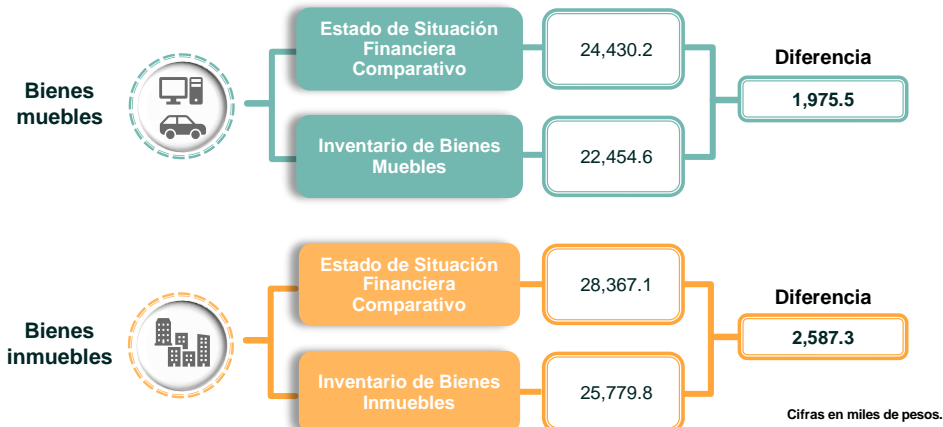 Bienes
muebles
Estado de Situación
Financiera
Comparativo
24,430.2
Inventario de Bienes
Muebles
22,454.6
Diferencia
1,975.5
Bienes
inmuebles
Estado de Situación
Financiera
Comparativo
28,367.1
Inventario de Bienes
Inmuebles
25,779.8
Diferencia
2,587.3
Cifras en miles de pesos.